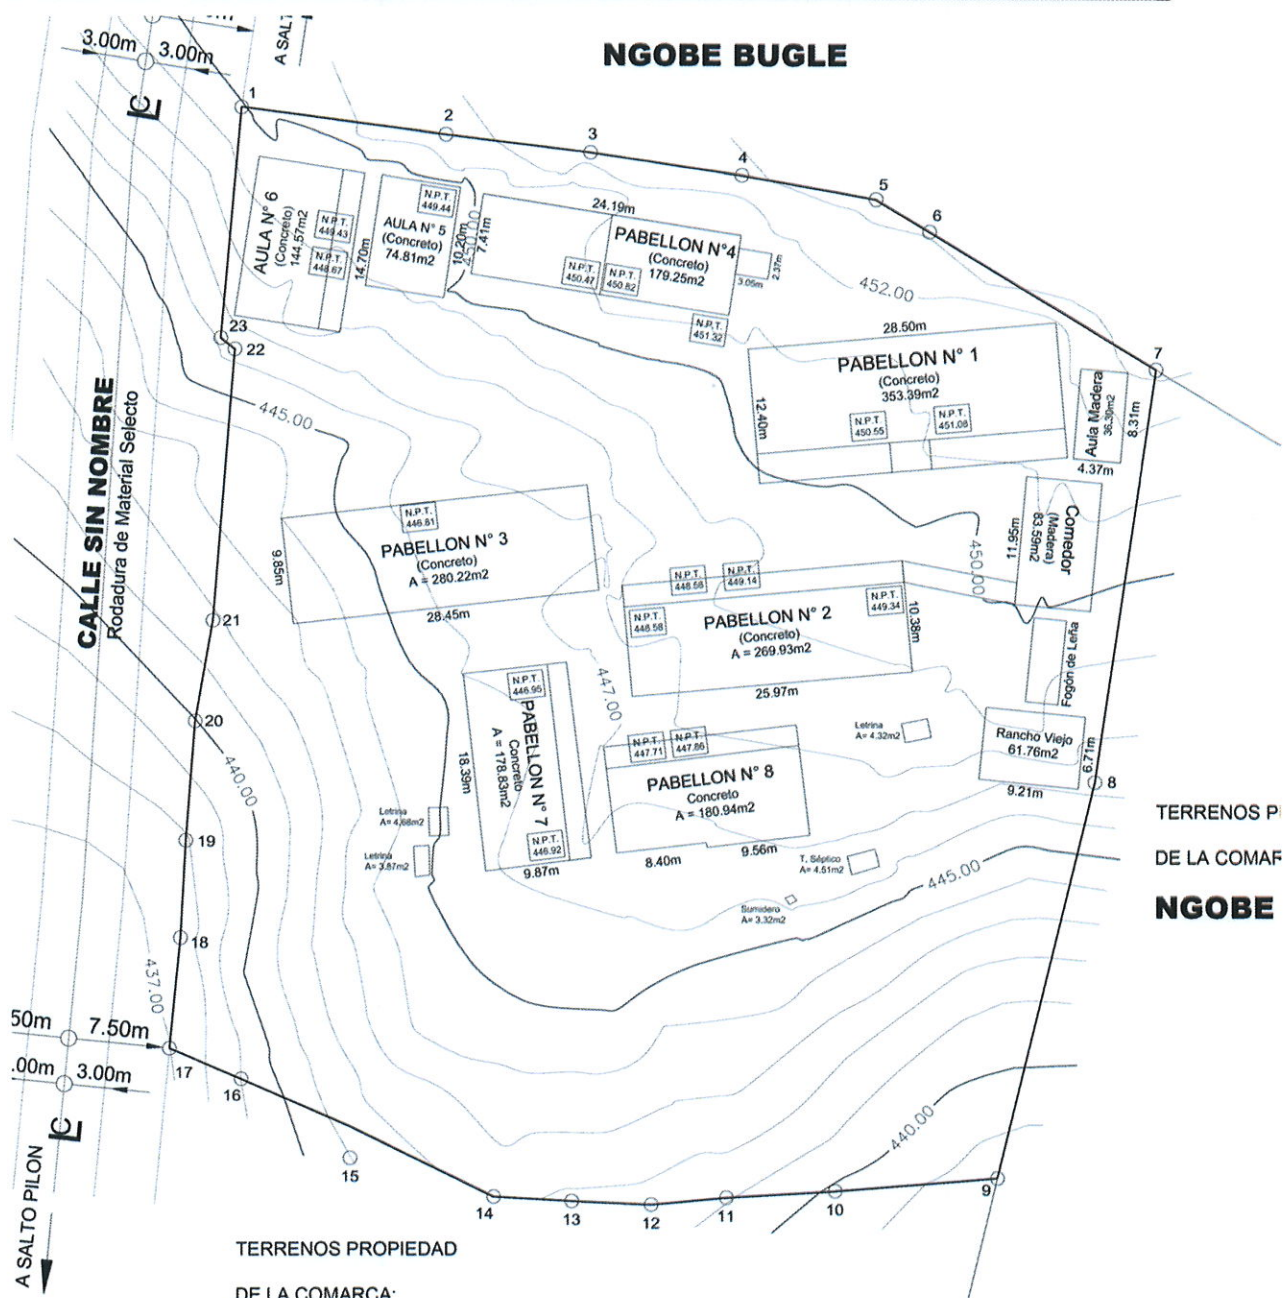 NGOBE BUGLE
3.00m
3.00m
A SALT
CL
1
2
3
4
5
6
7
AULA N° 6
(Concreto)
144.57m2
N.P.T.
449.43
N.P.T.
448.67
14.70m
N.P.T.
449.44
AULA N° 5
(Concreto)
74.81m2
10.20m
450.00
7.41m
24.19m
PABELLON N°4
(Concreto)
179.25m2
N.P.T.
450.47
N.P.T.
450.82
2.37m
3.05m
N.P.T.
451.32
452.00
28.50m
PABELLON N° 1
(Concreto)
353.39m2
12.40m
N.P.T
450.55
N.P.T.
451.08
Aula Madera
36.30m2
8.31m
4.37m
23
22
445.00
CALLE SIN NOMBRE
Rodadura de Material Selecto
N.P.T.
446.81
PABELLON N° 3
(Concreto)
A = 280.22m2
9.85m
28.45m
450.00
11.95m
Comedor
(Madera)
83.59m2
N.P.T.
448.58
N.P.T.
449.14
N.P.T.
448.58
PABELLON N° 2
(Concreto)
A = 269.93m2
N.P.T.
449.34
10.38m
25.97m
21
Fogón de Leña
447.00
N.P.T.
446.95
PABELLON N° 7
Concreto
A = 178.83m2
18.39m
N.P.T.
446.92
9.87m
20
440.00
Letrina
A= 4.32m2
Rancho Viejo
61.76m2
6.71m
9.21m
8
N.P.T.
447.71
N.P.T.
447.86
PABELLON N° 8
Concreto
A = 180.94m2
8.40m
9.56m
Letrina
A= 4.68m2
Letrina
A= 3.87m2
19
T. Séptico
A= 4.51m2
445.00
Sumidero
A= 3.32m2
TERRENOS P
DE LA COMAR
NGOBE
18
437.00
50m
7.50m
.00m
3.00m
17
16
CL
A SALTO PILON
15
14
13
12
11
10
9
440.00
TERRENOS PROPIEDAD
DE LA COMARCA: